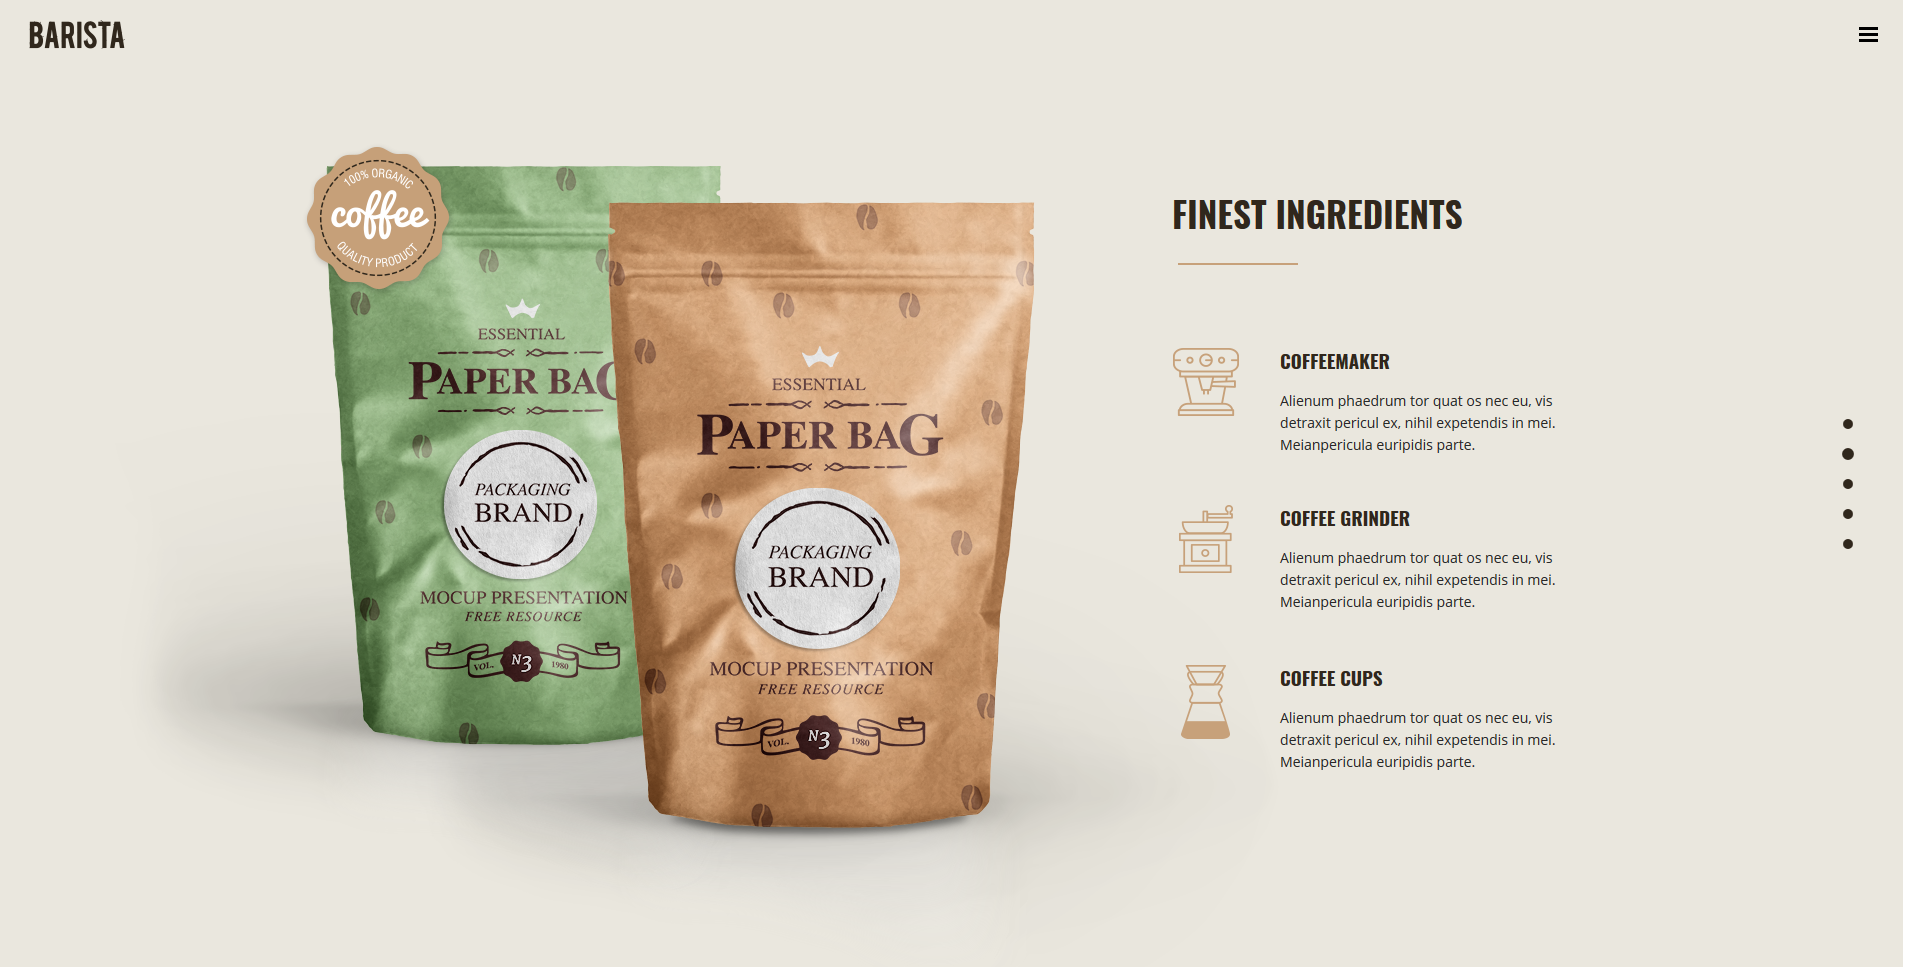 BARISTA
100% ORGANIC
coffee
QUALITY PRODUCT
ESSENTIAL
PAPER BAG
PACKAGING
BRAND
MOCUP PRESENTATION
FREE RESOURCE
VOL. N3 1980
ESSENTIAL
PAPER BAG
PACKAGING
BRAND
MOCUP PRESENTATION
FREE RESOURCE
VOL. N3 1980
FINEST INGREDIENTS
COFFEEMAKER
Alienum phaedrum tor quat os nec eu, vis
detraxit pericul ex, nihil expetendis in mei.
Meianpericula euripidis parte.
COFFEE GRINDER
Alienum phaedrum tor quat os nec eu, vis
detraxit pericul ex, nihil expetendis in mei.
Meianpericula euripidis parte.
COFFEE CUPS
Alienum phaedrum tor quat os nec eu, vis
detraxit pericul ex, nihil expetendis in mei.
Meianpericula euripidis parte.